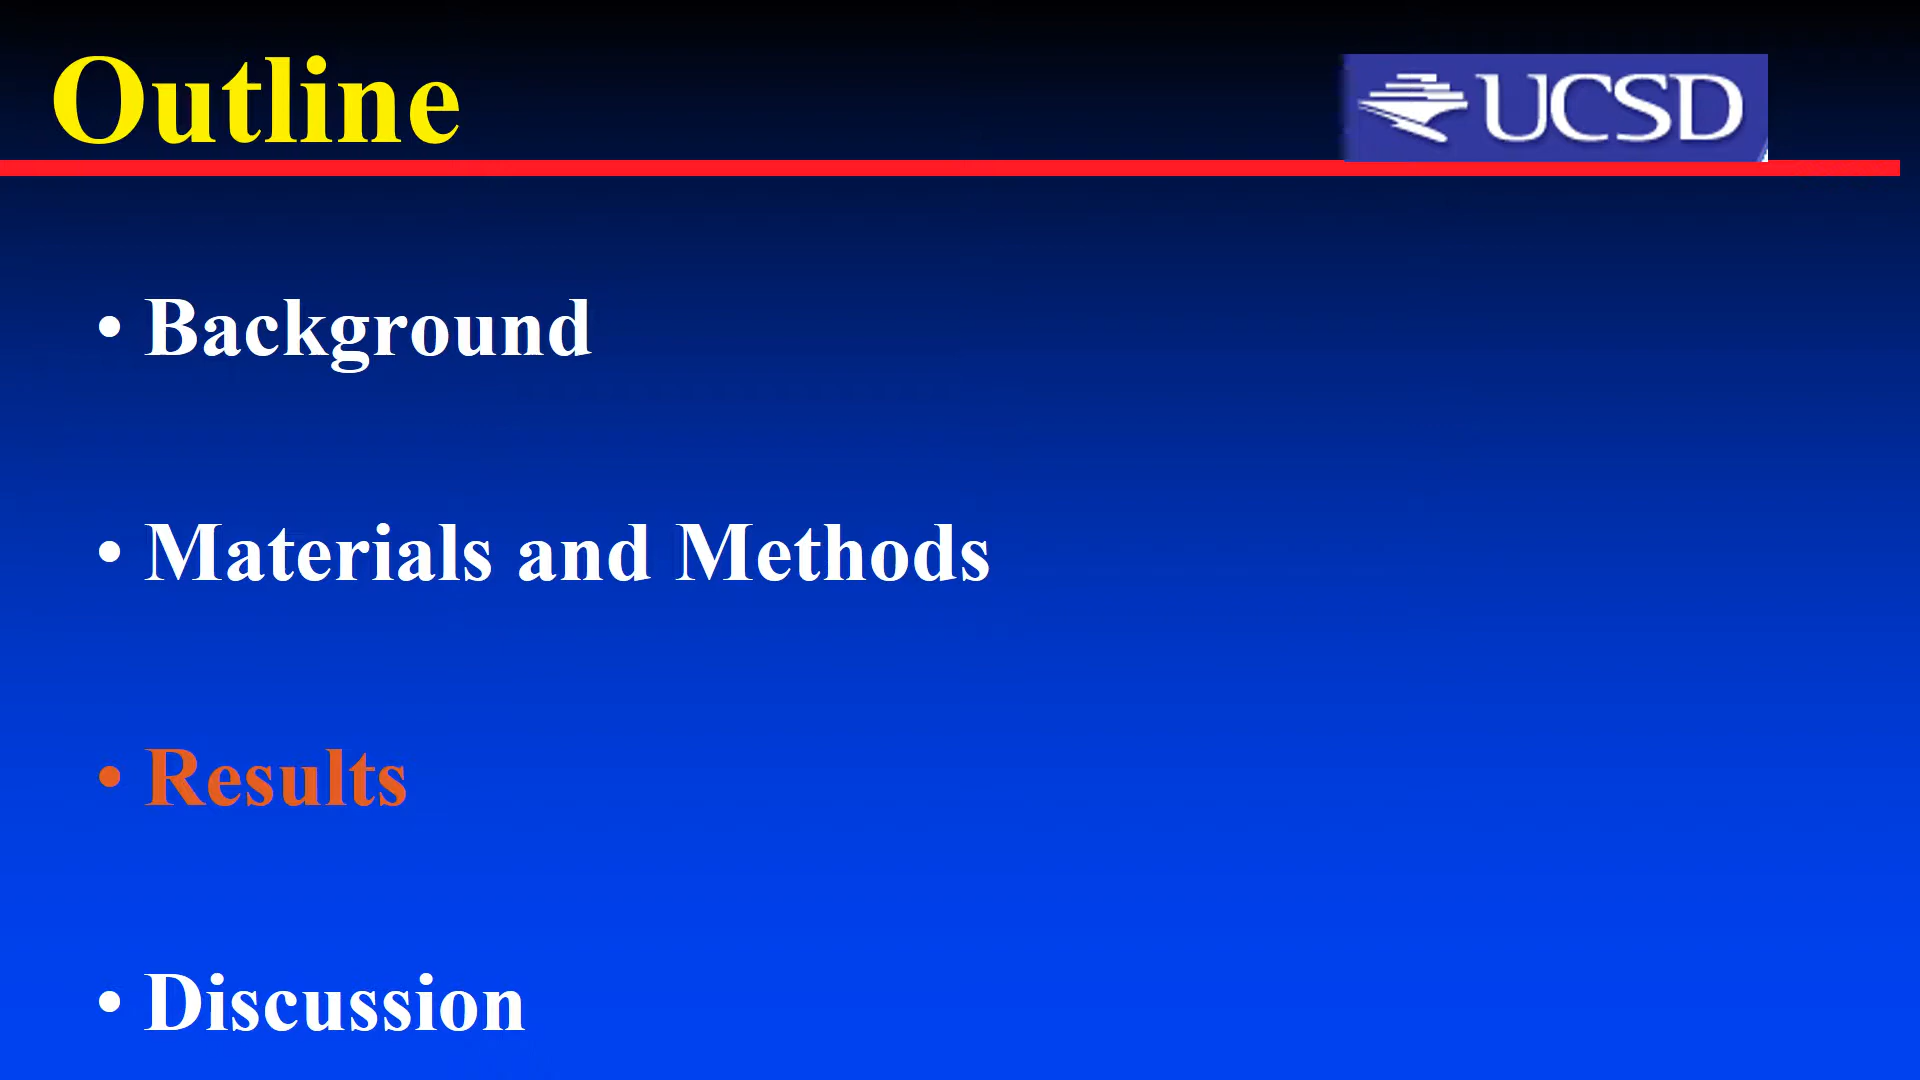 Outline
UCSD
• Background
• Materials and Methods
• Results
• Discussion